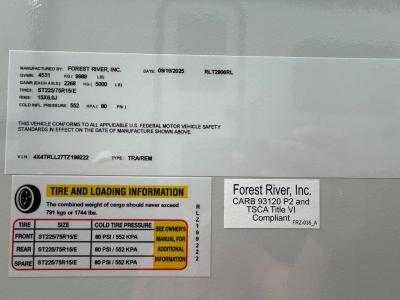 MANUFACTURED BY: FOREST RIVER, INC. DATE: 09/19/2025 RLT2906RL
GVWR: 4531 KG.( 9989 LB)
GAWR (EACH AXLE): 2268 KG.( 5000 LB)
TIRES: ST225/75R15/E
RIMS: 15X6.0J
COLD INFL. PRESSURE: 552 KPA ( 80 PSI/ )
THIS VEHICLE CONFORMS TO ALL APPLICABLE U.S. FEDERAL MOTOR VEHICLE SAFETY
STANDARDS IN EFFECT ON THE DATE OF MANUFACTURE SHOWN ABOVE.
V.I.N.: 4X4TRLL27TZ199222 TYPE: TRA/REM
TIRE AND LOADING INFORMATION
The combined weight of cargo should never exceed
791 kgs or 1744 lbs.
TIRE SIZE COLD TIRE PRESSURE
FRONT ST225/75R15/E 80 PSI / 552 KPA
REAR ST225/75R15/E 80 PSI / 552 KPA
SPARE ST225/75R15/E 80 PSI / 552 KPA
SEE OWNER'S
MANUAL FOR
ADDITIONAL
INFORMATION
RLZ199222
Forest River, Inc.
CARB 93120 P2 and
TSCA Title VI
Compliant
FRZ-035_A